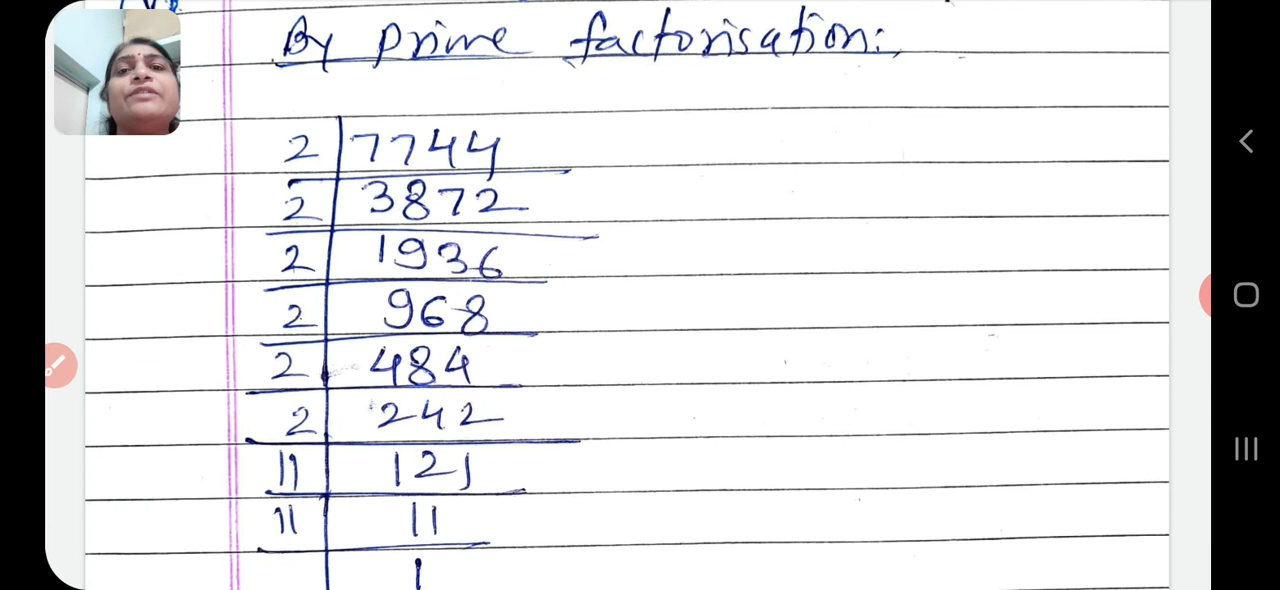 By prime factorisation:
2 | 7744
2 | 3872
2 | 1936
2 | 968
2 | 484
2 | 242
11 | 121
11 | 11
1